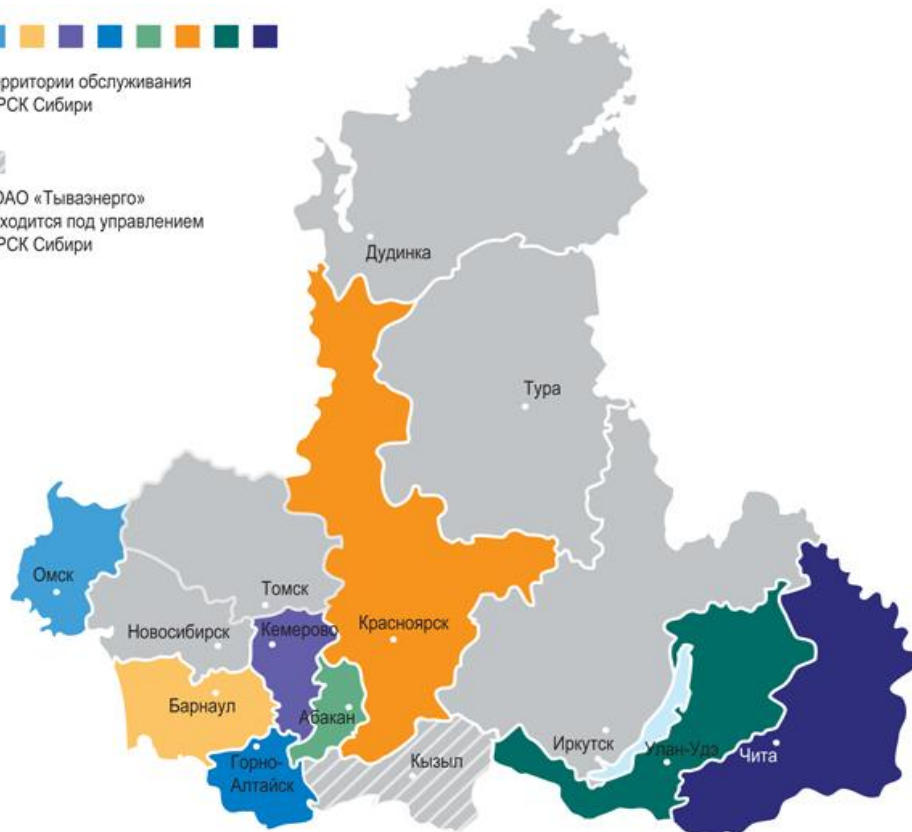 рритории обслуживания
РСК Сибири
ОАО «Тываэнерго»
ходится под управлением
РСК Сибири
Дудинка
Тура
Омск
Томск
Новосибирск
Кемерово
Красноярск
Барнаул
Абакан
Горно-
Алтайск
Кызыл
Иркутск
Улан-Удэ
Чита